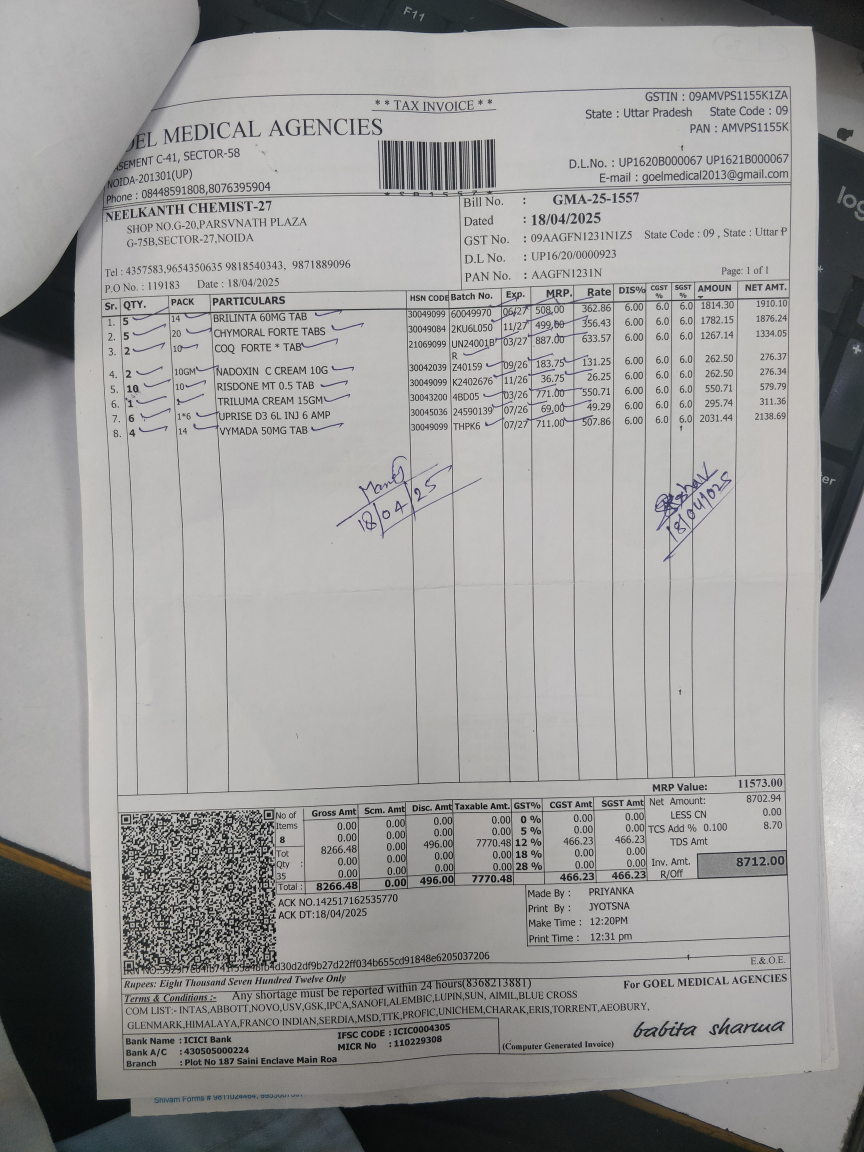 F11
* * TAX INVOICE * *
GSTIN : 09AMVPS1155K1ZA
State : Uttar Pradesh State Code : 09
PAN : AMVPS1155K
D.L.No. : UP1620B000067 UP1621B000067
E-mail : goelmedical2013@gmail.com
OEL MEDICAL AGENCIES
ASEMENT C-41, SECTOR-58
NOIDA-201301(UP)
Phone : 08448591808,8076395904
NEELKANTH CHEMIST-27
SHOP NO.G-20,PARSVNATH PLAZA
G-75B,SECTOR-27,NOIDA
Tel : 4357583,9654350635 9818540343, 9871889096
P.O No. : 119183 Date : 18/04/2025
Bill No. : GMA-25-1557
Dated : 18/04/2025
GST No. : 09AAGFN1231N1Z5 State Code : 09 , State : Uttar P
D.L No. : UP16/20/0000923
PAN No. : AAGFN1231N Page: 1 of 1
Sr. QTY. PACK PARTICULARS HSN CODE Batch No. Exp. MRP. Rate DIS% CGST % SGST % AMOUN T NET AMT.
1. 5 14 BRILINTA 60MG TAB 30049099 60049970 06/27 508.00 362.86 6.00 6.0 6.0 1814.30 1910.10
2. 5 20 CHYMORAL FORTE TABS 30049084 2KU6L050 11/27 499.00 356.43 6.00 6.0 6.0 1782.15 1876.24
3. 2 10 COQ FORTE * TAB 21069099 UN24001B 03/27 887.00 633.57 6.00 6.0 6.0 1267.14 1334.05
R
4. 2 10GM NADOXIN C CREAM 10G 30042039 Z40159 09/26 183.75 131.25 6.00 6.0 6.0 262.50 276.37
5. 10 10 RISDONE MT 0.5 TAB 30049099 K2402676 11/26 36.75 26.25 6.00 6.0 6.0 262.50 276.34
6. 1 1 TRILUMA CREAM 15GM 30043200 4BD05 03/26 771.00 550.71 6.00 6.0 6.0 550.71 579.79
7. 6 1*6 UPRISE D3 6L INJ 6 AMP 30045036 24590139 07/26 69.00 49.29 6.00 6.0 6.0 295.74 311.36
8. 4 14 VYMADA 50MG TAB 30049099 THPK6 07/27 711.00 507.86 6.00 6.0 6.0 2031.44 2138.69
18/04/25
18/04/025
MRP Value: 11573.00
No of Items 8
Tot Qty : 35
Gross Amt Scm. Amt Disc. Amt Taxable Amt. GST% CGST Amt SGST Amt
0.00 0.00 0.00 0.00 0 % 0.00 0.00
0.00 0.00 0.00 0.00 5 % 0.00 0.00
8266.48 0.00 496.00 7770.48 12 % 466.23 466.23
0.00 0.00 0.00 0.00 18 % 0.00 0.00
0.00 0.00 0.00 0.00 28 % 0.00 0.00
Total : 8266.48 0.00 496.00 7770.48 466.23 466.23
Net Amount: 8702.94
LESS CN 0.00
TCS Add % 0.100 8.70
TDS Amt
Inv. Amt. 8712.00
R/Off
ACK NO.142517162535770
ACK DT:18/04/2025
Made By : PRIYANKA
Print By : JYOTSNA
Make Time : 12:20PM
Print Time : 12:31 pm
E.&O.E.
Rupees: Eight Thousand Seven Hundred Twelve Only
Terms & Conditions :- Any shortage must be reported within 24 hours(8368213881)
COM LIST:- INTAS,ABBOTT,NOVO,USV,GSK,IPCA,SANOFI,ALEMBIC,LUPIN,SUN, AIMIL,BLUE CROSS
GLENMARK,HIMALAYA,FRANCO INDIAN,SERDIA,MSD,TTK,PROFIC,UNICHEM,CHARAK,ERIS,TORRENT,AEOBURY,
For GOEL MEDICAL AGENCIES
babita sharma
Bank Name : ICICI Bank IFSC CODE : ICIC0004305
Bank A/C : 430505000224 MICR No : 110229308
Branch : Plot No 187 Saini Enclave Main Roa
(Computer Generated Invoice)